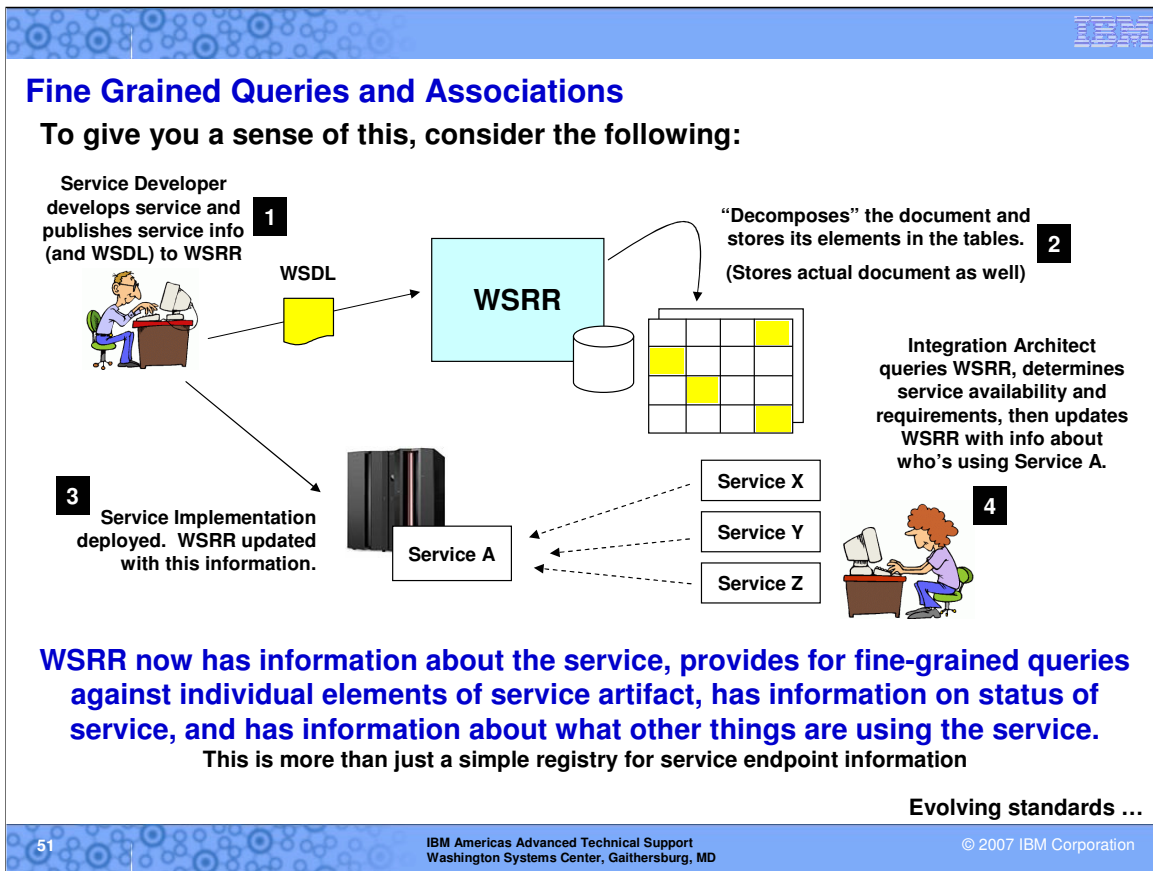 IBM
Fine Grained Queries and Associations
To give you a sense of this, consider the following:
Service Developer
develops service and
publishes service info
(and WSDL) to WSRR
1
WSDL
WSRR
“Decomposes” the document and
stores its elements in the tables.
(Stores actual document as well)
2
3
Service Implementation
deployed. WSRR updated
with this information.
Service A
Service X
Service Y
Service Z
Integration Architect
queries WSRR, determines
service availability and
requirements, then updates
WSRR with info about
who's using Service A.
4
WSRR now has information about the service, provides for fine-grained queries
against individual elements of service artifact, has information on status of
service, and has information about what other things are using the service.
This is more than just a simple registry for service endpoint information
Evolving standards …
51
IBM Americas Advanced Technical Support
Washington Systems Center, Gaithersburg, MD
© 2007 IBM Corporation